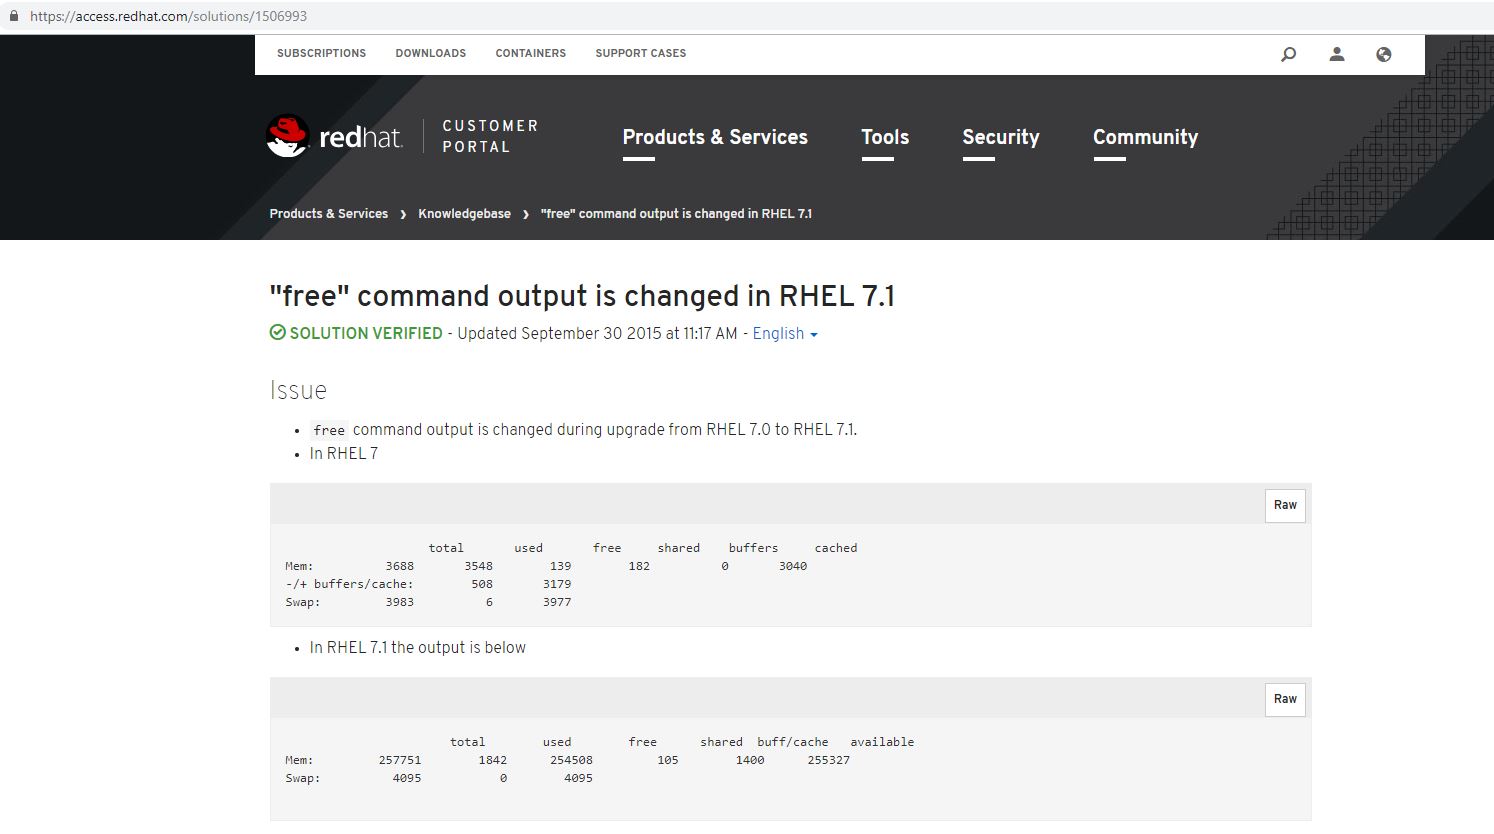 https://access.redhat.com/solutions/1506993
SUBSCRIPTIONS DOWNLOADS CONTAINERS SUPPORT CASES
redhat. CUSTOMER PORTAL
Products & Services Tools Security Community
Products & Services ❯ Knowledgebase ❯ "free" command output is changed in RHEL 7.1
"free" command output is changed in RHEL 7.1
SOLUTION VERIFIED - Updated September 30 2015 at 11:17 AM - English
Issue
• free command output is changed during upgrade from RHEL 7.0 to RHEL 7.1.
• In RHEL 7
Raw
total used free shared buffers cached
Mem: 3688 3548 139 182 0 3040
-/+ buffers/cache: 508 3179
Swap: 3983 6 3977
• In RHEL 7.1 the output is below
Raw
total used free shared buff/cache available
Mem: 257751 1842 254508 105 1400 255327
Swap: 4095 0 4095